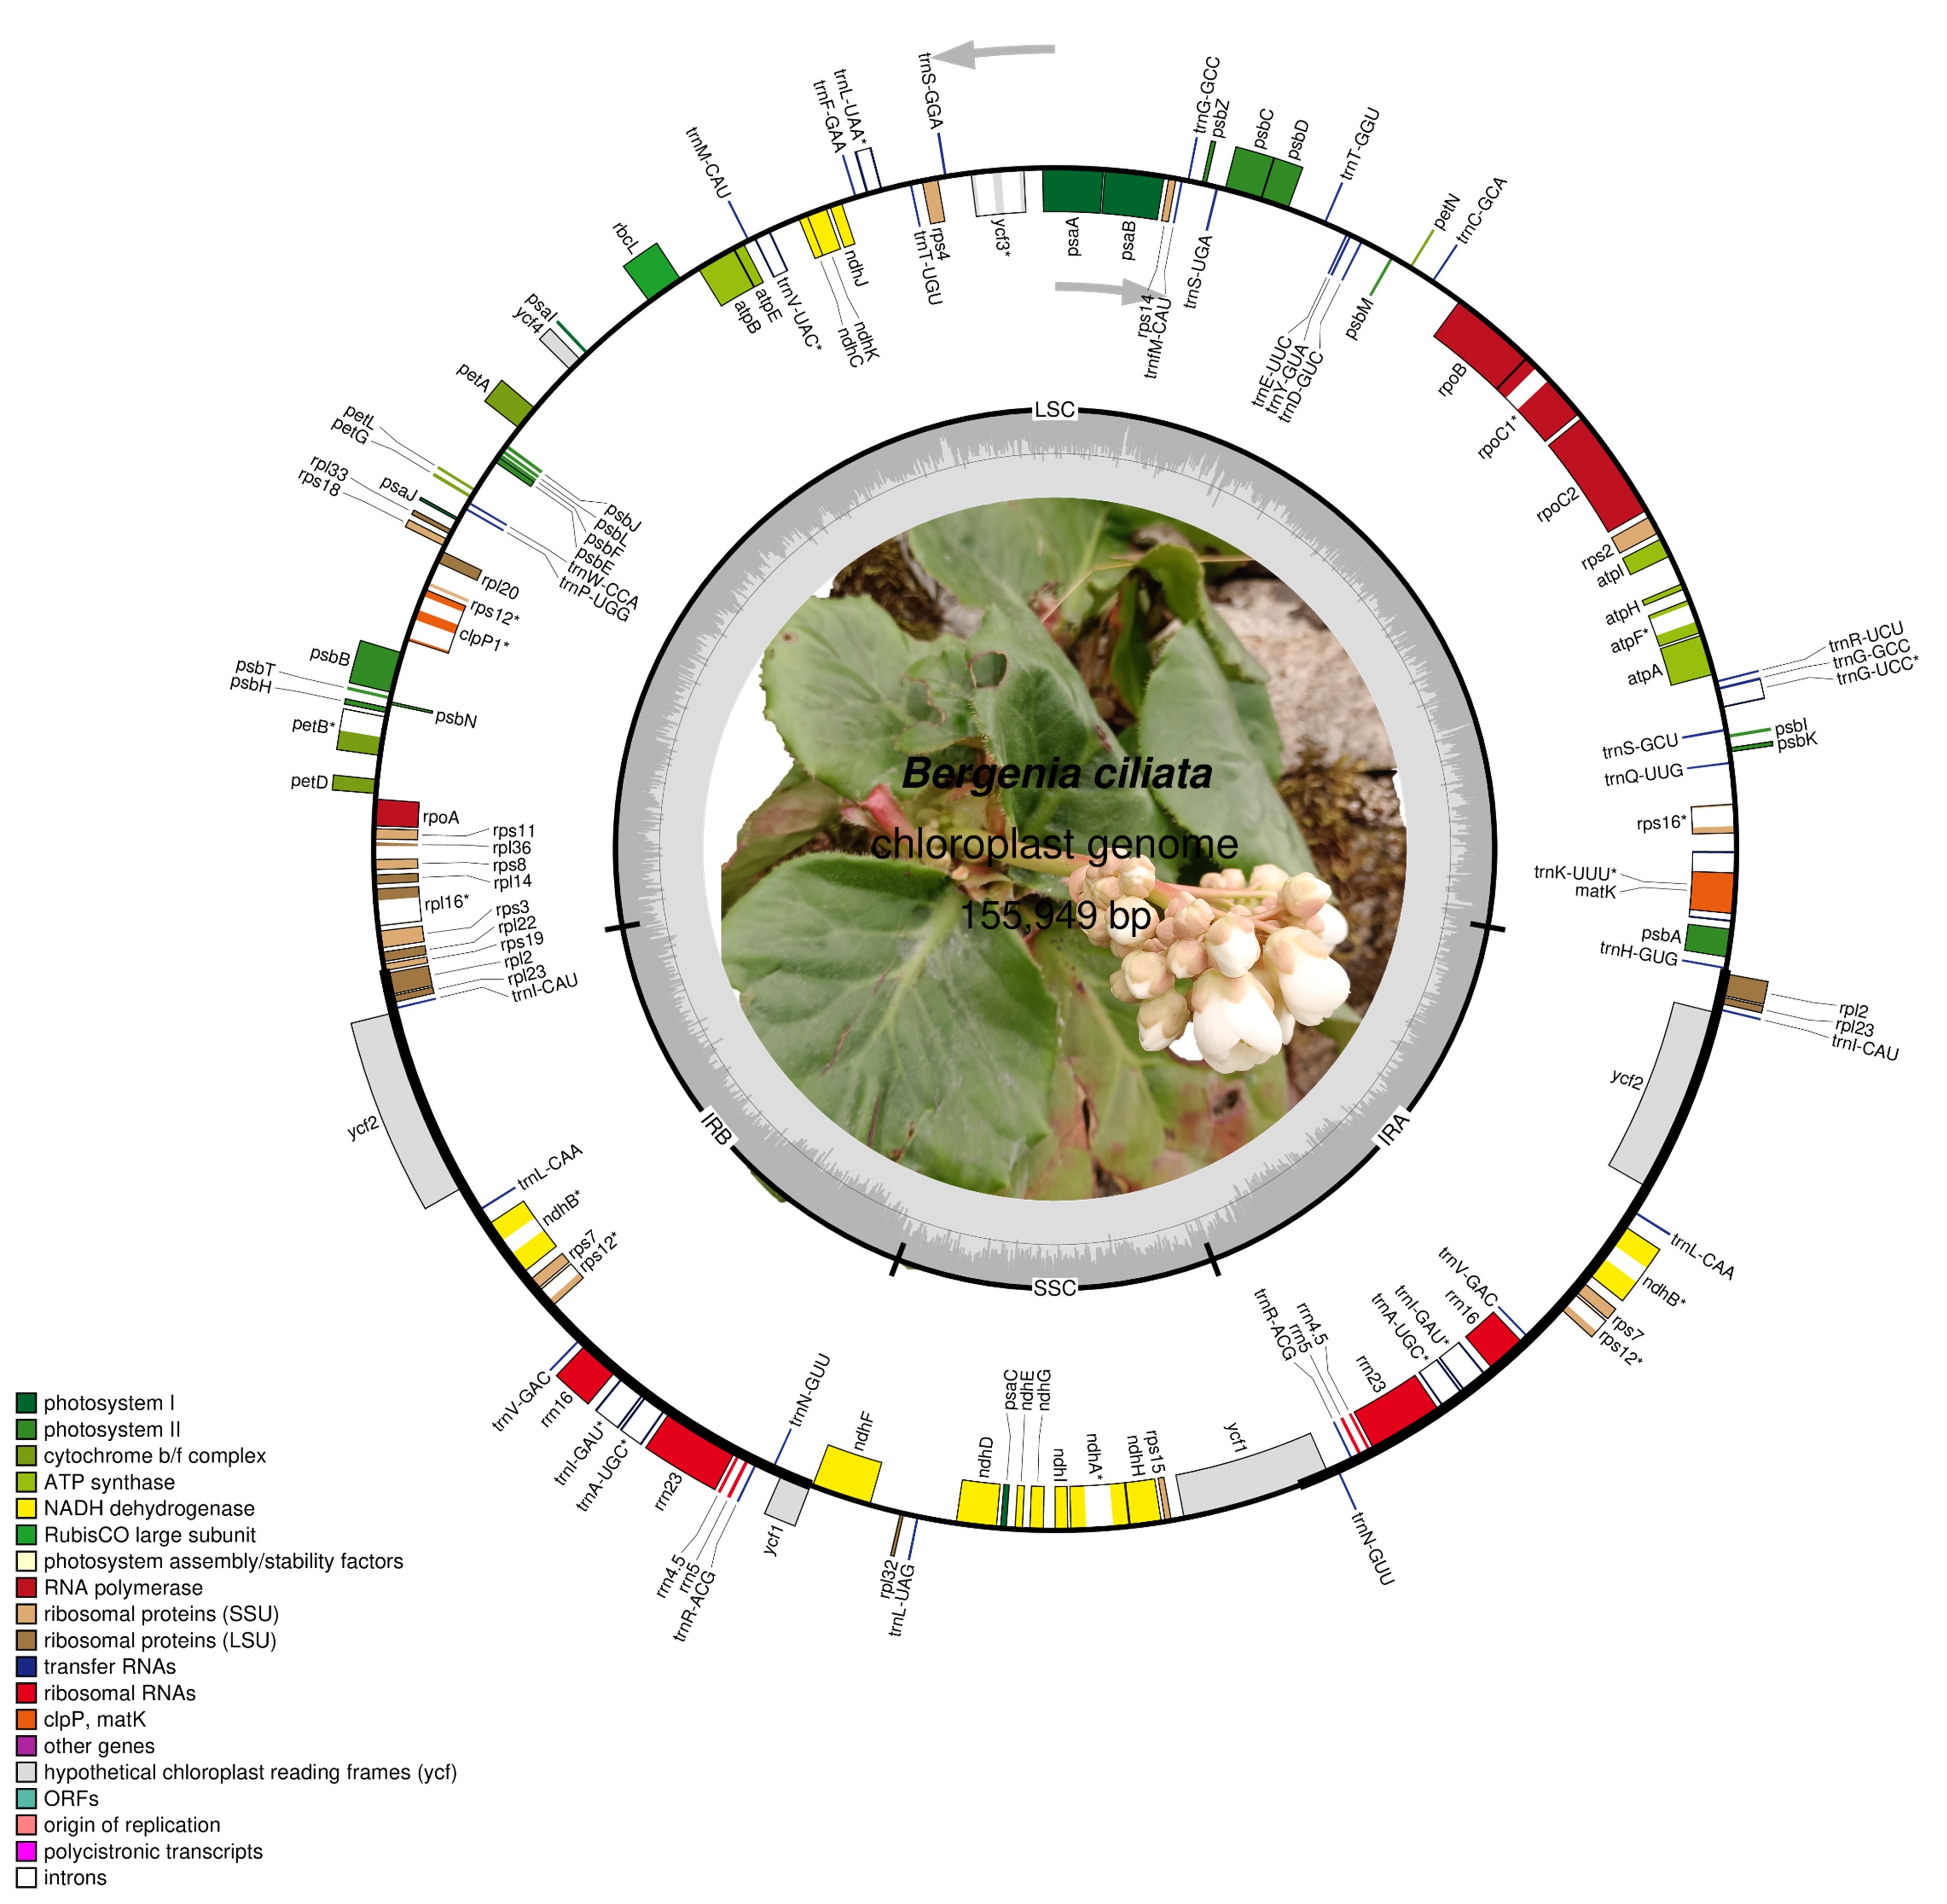 trnS-GGA
trnL-UAA*
trnF-GAA
trnM-CAU
rbcL
psaI
ycf4
petA
petL
petG
rpl33
rps18
psaJ
psbB
psbT
psbH
petB*
petD
trnG-GCC
psbZ
psbC
psbD
trnT-GGU
petN
trnC-GCA
trnR-UCU
trnG-GCC
trnG-UCC*
psbI
psbK
atpB
atpE
trnV-UAC*
ndhC
ndhK
ndhJ
trnT-UGU
rps4
ycf3*
psaA
psaB
rps14
trnfM-CAU
trnS-UGA
trnE-UUC
trnY-GUA
trnD-GUC
psbM
rpoB
rpoC1*
rpoC2
rps2
atpI
atpH
atpF*
atpA
trnS-GCU
trnQ-UUG
rps16*
trnK-UUU*
matK
psbA
trnH-GUG
psbJ
psbL
psbF
psbE
trnW-CCA
trnP-UGG
rpl20
rps12*
clpP1*
psbN
rpoA
rps11
rpl36
rps8
rpl14
rpl16*
rps3
rpl22
rps19
rpl2
rpl23
trnI-CAU
LSC
Bergenia ciliata
chloroplast genome
155,949 bp
IRB
IRA
SSC
rpl2
rpl23
trnI-CAU
ycf2
ycf2
trnL-CAA
ndhB*
rps7
rps12*
trnL-CAA
ndhB*
rps7
rps12*
trnV-GAC
rrn16
trnI-GAU*
trnA-UGC*
rrn23
rrn4.5
rrn5
trnR-ACG
trnV-GAC
rrn16
trnI-GAU*
trnA-UGC*
rrn23
rrn4.5
rrn5
trnR-ACG
trnN-GUU
ycf1
ndhF
rpl32
trnL-UAG
ndhD
psaC
ndhE
ndhG
ndhI
ndhA*
ndhH
rps15
ycf1
trnN-GUU
photosystem I
photosystem II
cytochrome b/f complex
ATP synthase
NADH dehydrogenase
RubisCO large subunit
photosystem assembly/stability factors
RNA polymerase
ribosomal proteins (SSU)
ribosomal proteins (LSU)
transfer RNAs
ribosomal RNAs
clpP, matK
other genes
hypothetical chloroplast reading frames (ycf)
ORFs
origin of replication
polycistronic transcripts
introns